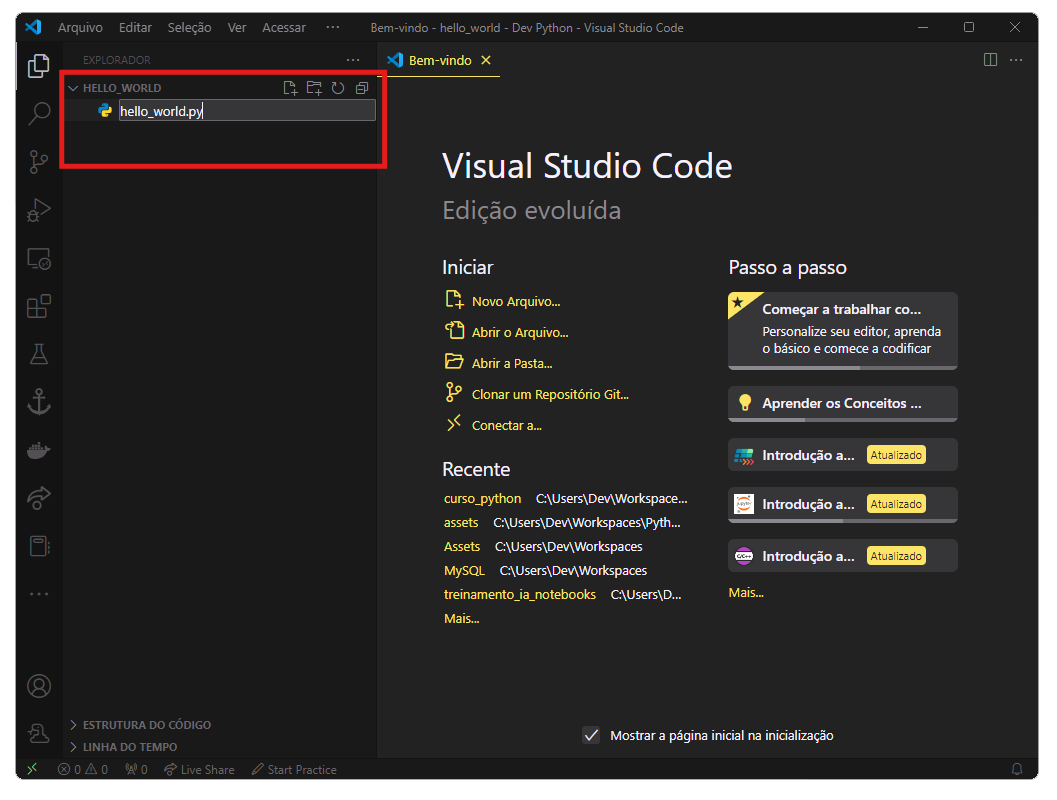 Arquivo Editar Seleção Ver Acessar ··· Bem-vindo - hello_world - Dev Python - Visual Studio Code
EXPLORADOR ···
HELLO_WORLD
hello_world.py
ESTRUTURA DO CÓDIGO
LINHA DO TEMPO
Bem-vindo
Visual Studio Code
Edição evoluída
Iniciar
Novo Arquivo...
Abrir o Arquivo...
Abrir a Pasta...
Clonar um Repositório Git...
Conectar a...
Recente
curso_python C:\Users\Dev\Workspace...
assets C:\Users\Dev\Workspaces\Pyth...
Assets C:\Users\Dev\Workspaces
MySQL C:\Users\Dev\Workspaces
treinamento_ia_notebooks C:\Users\D...
Mais...
Passo a passo
Começar a trabalhar co...
Personalize seu editor, aprenda
o básico e comece a codificar
Aprender os Conceitos ...
Introdução a... Atualizado
jupyter Introdução a... Atualizado
C/C++ Introdução a... Atualizado
Mais...
Mostrar a página inicial na inicialização
0 0 0 Live Share Start Practice